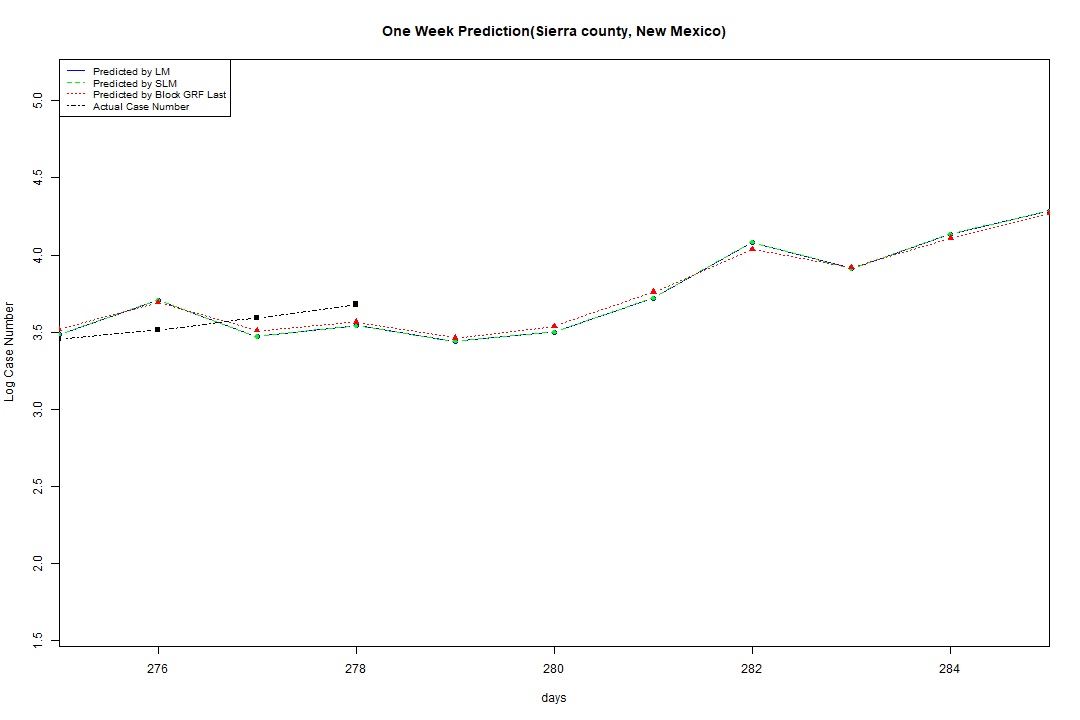 One Week Prediction(Sierra county, New Mexico)
Predicted by LM
Predicted by SLM
Predicted by Block GRF Last
Actual Case Number
Log Case Number
5.0
4.5
4.0
3.5
3.0
2.5
2.0
1.5
276 278 280 282 284
days